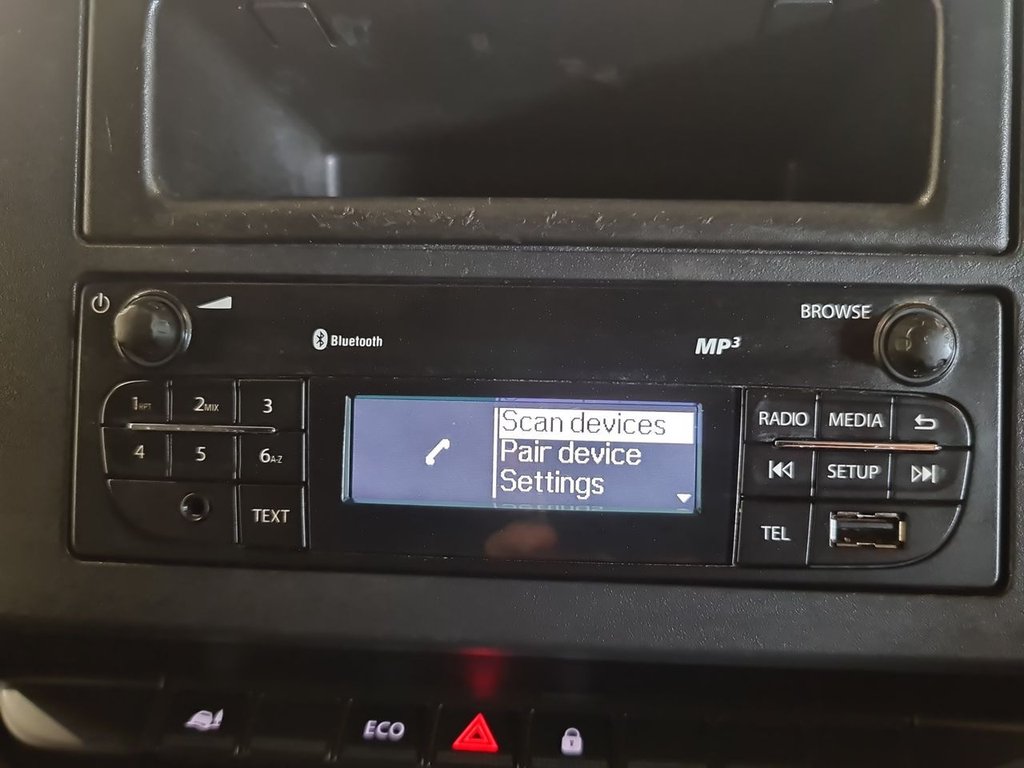 BROWSE
Bluetooth
MP3
1RPT
2MIX
3
RADIO
MEDIA
Scan devices
Pair device
Settings
4
5
6A-Z
SETUP
TEXT
TEL
ECO